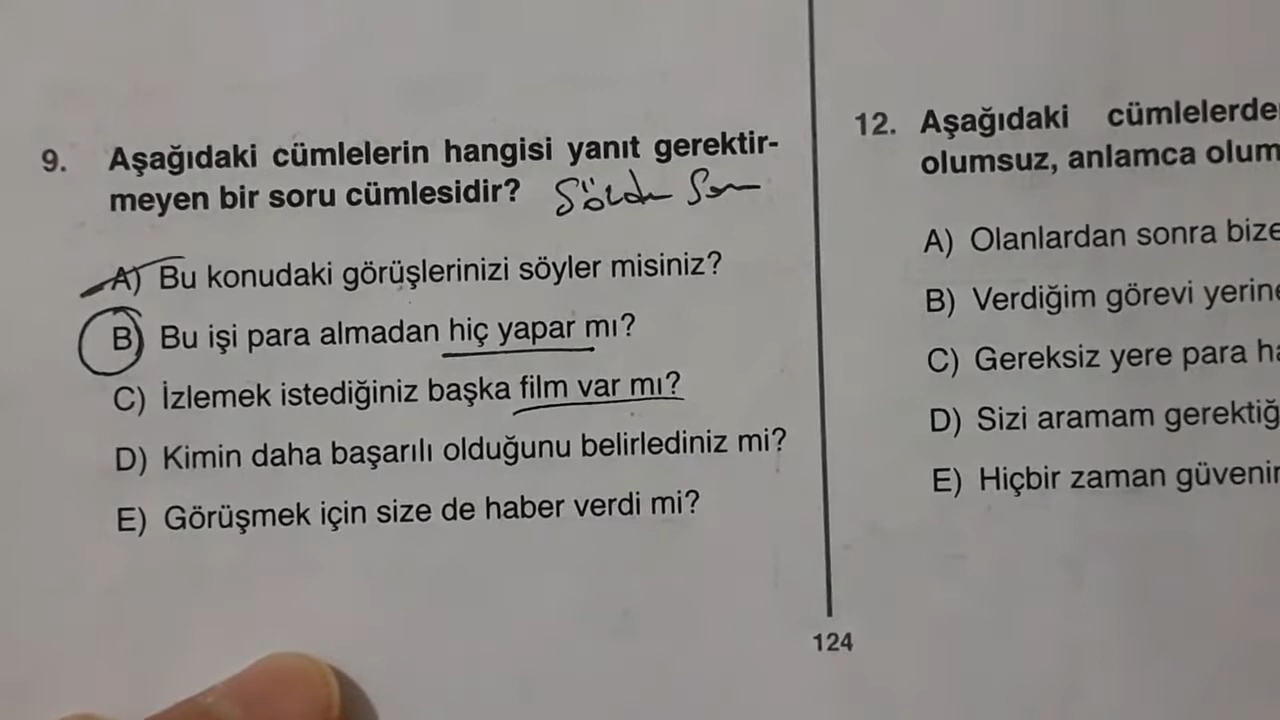 9. Aşağıdaki cümlelerin hangisi yanıt gerektir-
meyen bir soru cümlesidir? Sözde Soru
A) Bu konudaki görüşlerinizi söyler misiniz?
B) Bu işi para almadan hiç yapar mı?
C) İzlemek istediğiniz başka film var mı?
D) Kimin daha başarılı olduğunu belirlediniz mi?
E) Görüşmek için size de haber verdi mi?
12. Aşağıdaki cümlelerde
olumsuz, anlamca olum
A) Olanlardan sonra bize
B) Verdiğim görevi yerine
C) Gereksiz yere para ha
D) Sizi aramam gerektiğ
E) Hiçbir zaman güvenir
124